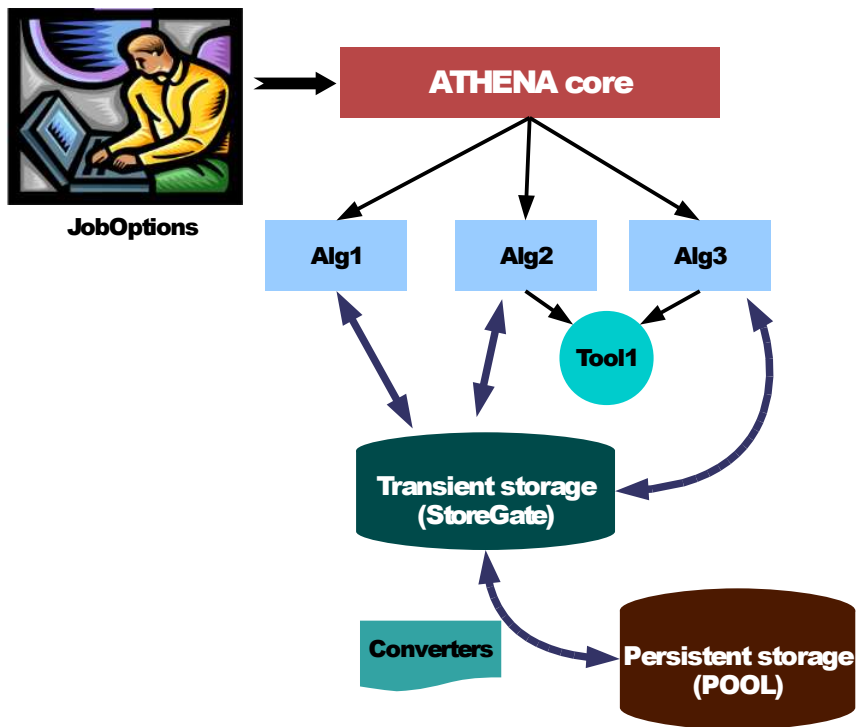 ATHENA core
JobOptions
Alg1
Alg2
Alg3
Tool1
Transient storage
(StoreGate)
Converters
Persistent storage
(POOL)